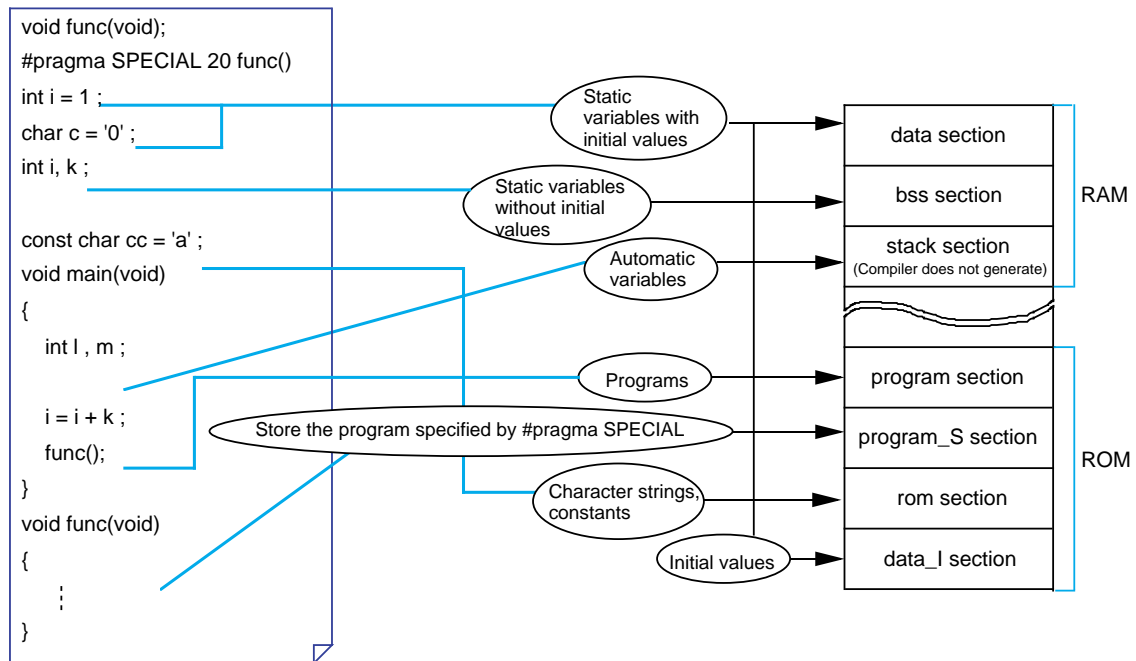 void func(void);
#pragma SPECIAL 20 func()
int i = 1 ;
char c = '0' ;
int i, k ;
const char cc = 'a' ;
void main(void)
{
int l , m ;
i = i + k ;
func();
}
void func(void)
{
}
Static
variables with
initial values
Static variables
without initial
values
Automatic
variables
Programs
Store the program specified by #pragma SPECIAL
Character strings,
constants
Initial values
data section
bss section
stack section
(Compiler does not generate)
program section
program_S section
rom section
data_I section
RAM
ROM